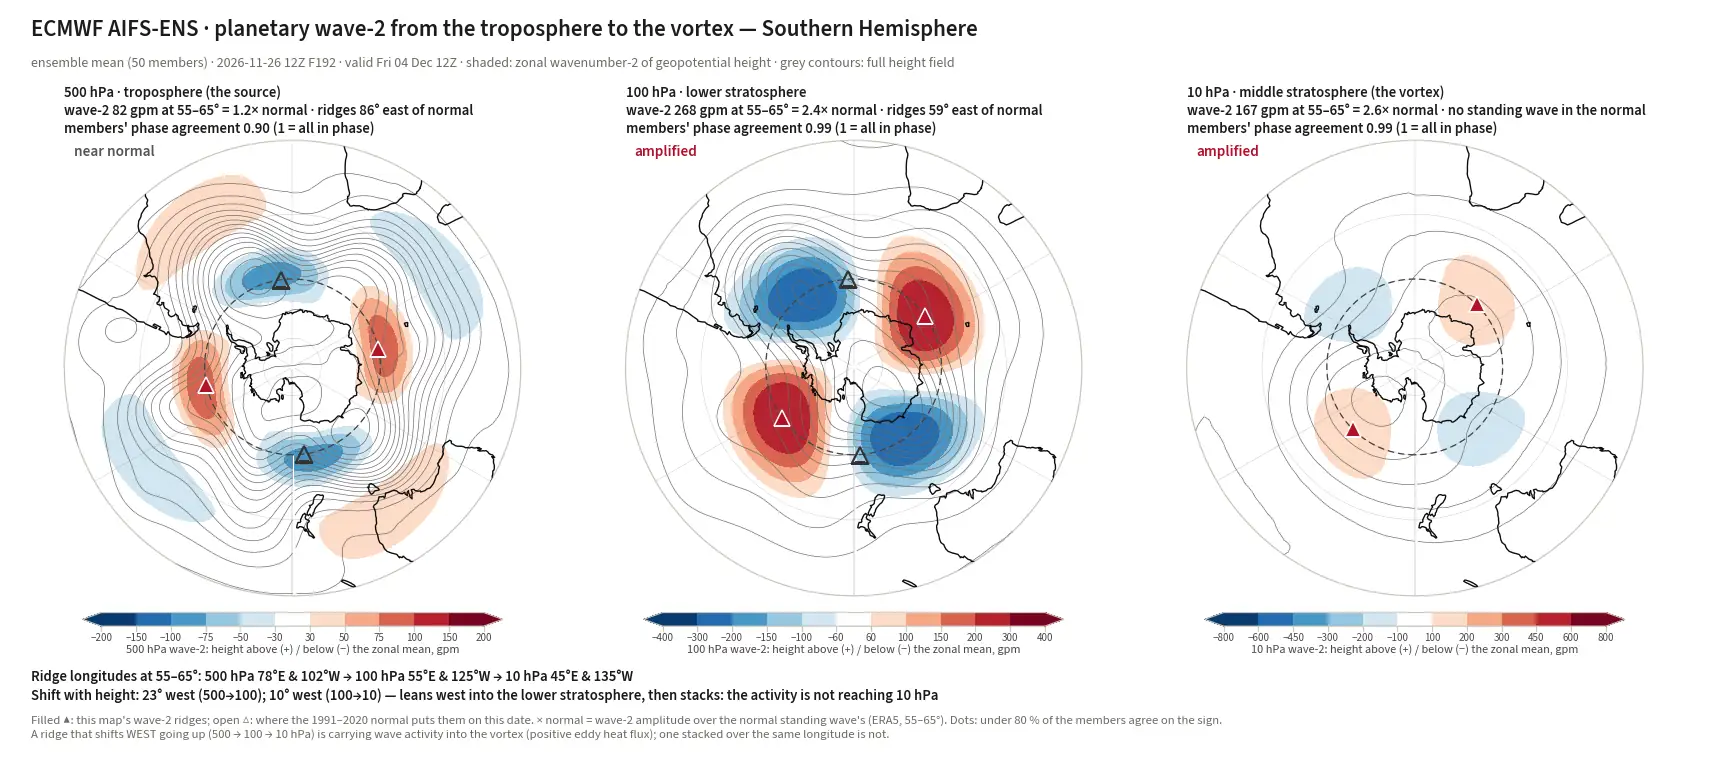 ECMWF AIFS-ENS · planetary wave-2 from the troposphere to the vortex — Southern Hemisphere
ensemble mean (50 members) · 2026-11-26 12Z F192 · valid Fri 04 Dec 12Z · shaded: zonal wavenumber-2 of geopotential height · grey contours: full height field
500 hPa · troposphere (the source)
wave-2 82 gpm at 55–65° = 1.2× normal · ridges 86° east of normal
members' phase agreement 0.90 (1 = all in phase)
near normal
100 hPa · lower stratosphere
wave-2 268 gpm at 55–65° = 2.4× normal · ridges 59° east of normal
members' phase agreement 0.99 (1 = all in phase)
amplified
10 hPa · middle stratosphere (the vortex)
wave-2 167 gpm at 55–65° = 2.6× normal · no standing wave in the normal
members' phase agreement 0.99 (1 = all in phase)
amplified
−200 −150 −100 −75 −50 −30 30 50 75 100 150 200
500 hPa wave-2: height above (+) / below (−) the zonal mean, gpm
−400 −300 −200 −150 −100 −60 60 100 150 200 300 400
100 hPa wave-2: height above (+) / below (−) the zonal mean, gpm
−800 −600 −450 −300 −200 −100 100 200 300 450 600 800
10 hPa wave-2: height above (+) / below (−) the zonal mean, gpm
Ridge longitudes at 55–65°: 500 hPa 78°E & 102°W → 100 hPa 55°E & 125°W → 10 hPa 45°E & 135°W
Shift with height: 23° west (500→100); 10° west (100→10) — leans west into the lower stratosphere, then stacks: the activity is not reaching 10 hPa
Filled ▲: this map's wave-2 ridges; open △: where the 1991–2020 normal puts them on this date. × normal = wave-2 amplitude over the normal standing wave's (ERA5, 55–65°). Dots: under 80 % of the members agree on the sign.
A ridge that shifts WEST going up (500 → 100 → 10 hPa) is carrying wave activity into the vortex (positive eddy heat flux); one stacked over the same longitude is not.